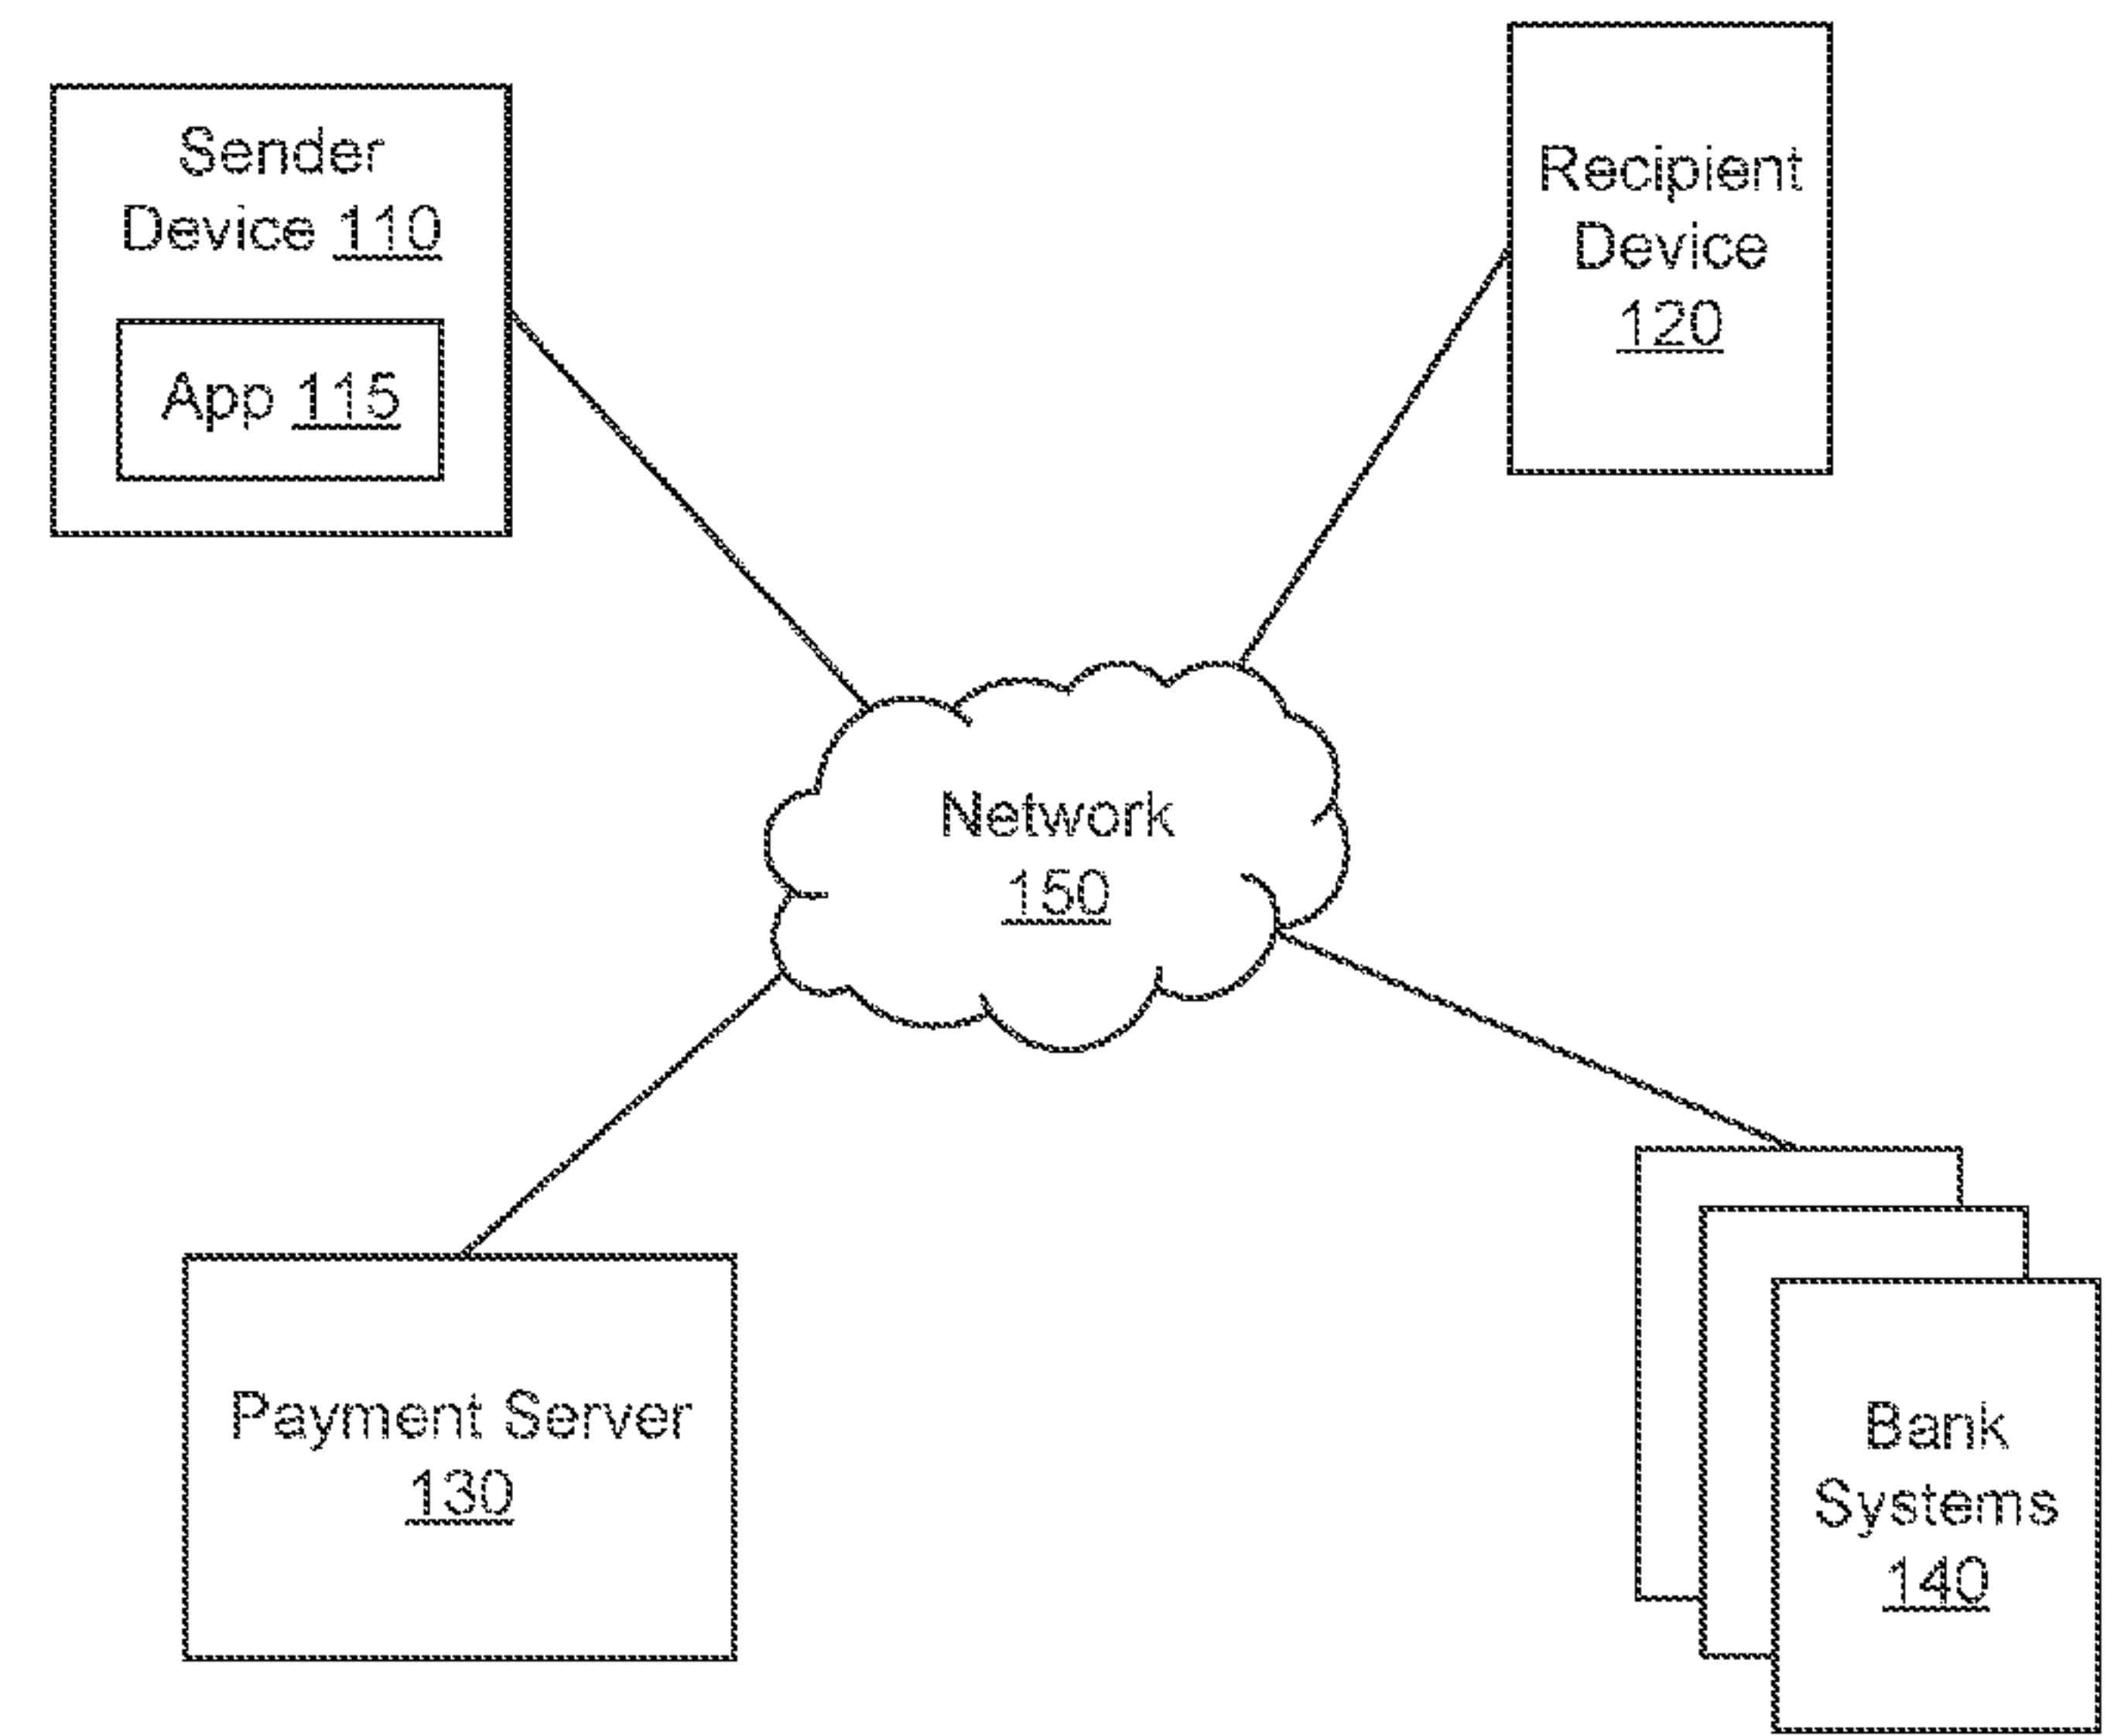 Sender
Device 110
App 115
Recipient
Device
120
Network
150
Payment Server
130
Bank
Systems
140